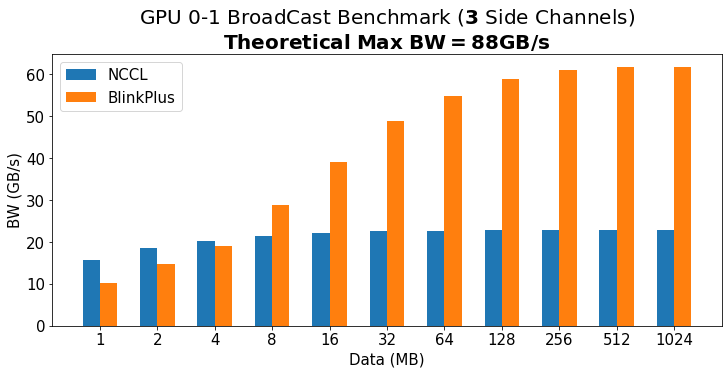 GPU 0-1 BroadCast Benchmark (3 Side Channels)
Theoretical Max BW = 88GB/s
NCCL
BlinkPlus
BW (GB/s)
60
50
40
30
20
10
0
1 2 4 8 16 32 64 128 256 512 1024
Data (MB)